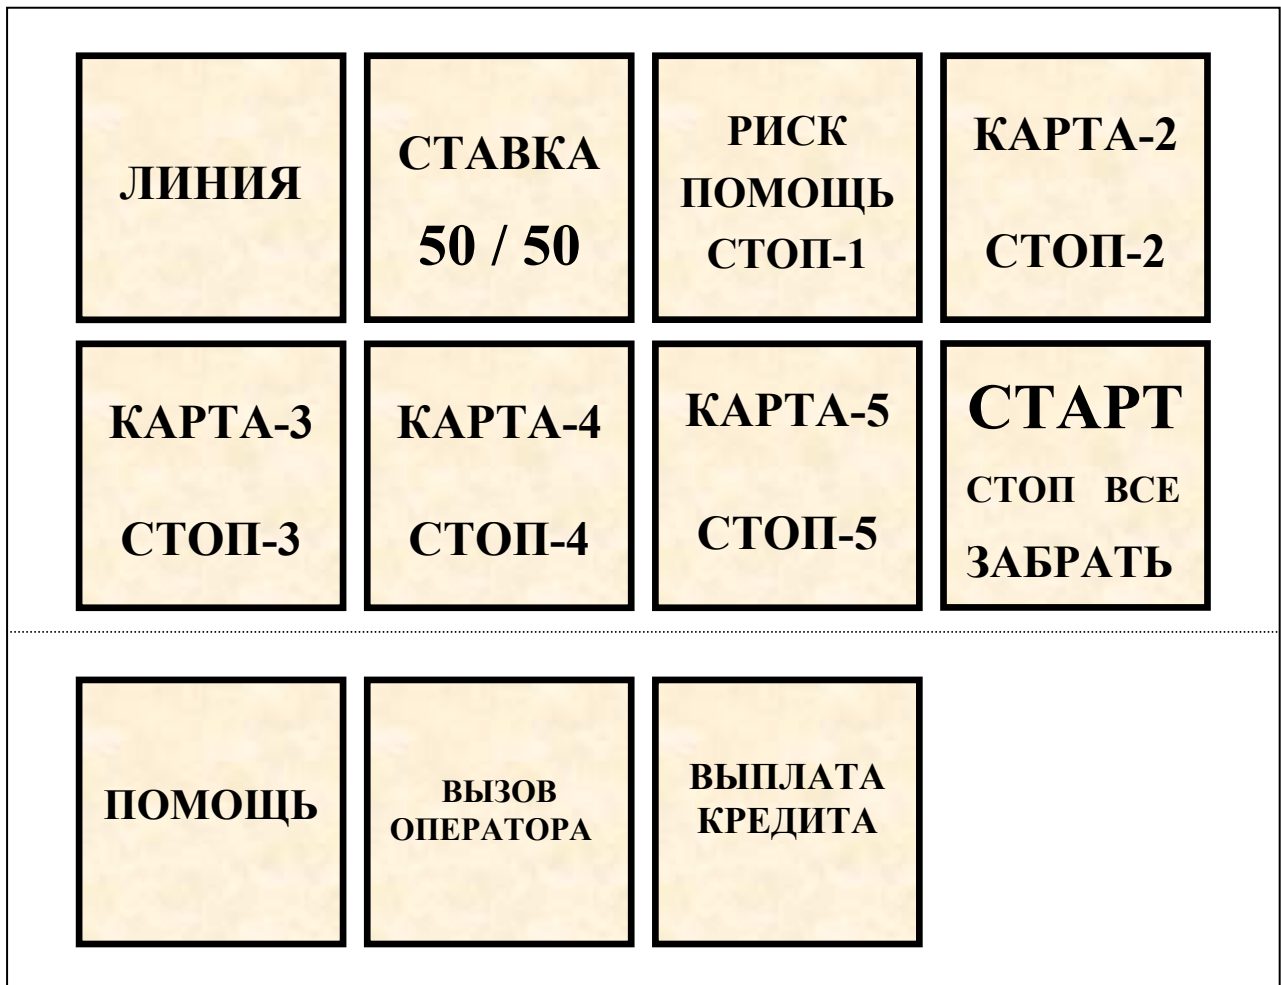 ЛИНИЯ
СТАВКА
50 / 50
РИСК
ПОМОЩЬ
СТОП-1
КАРТА-2
СТОП-2
КАРТА-3
СТОП-3
КАРТА-4
СТОП-4
КАРТА-5
СТОП-5
СТАРТ
СТОП ВСЕ
ЗАБРАТЬ
ПОМОЩЬ
ВЫЗОВ
ОПЕРАТОРА
ВЫПЛАТА
КРЕДИТА